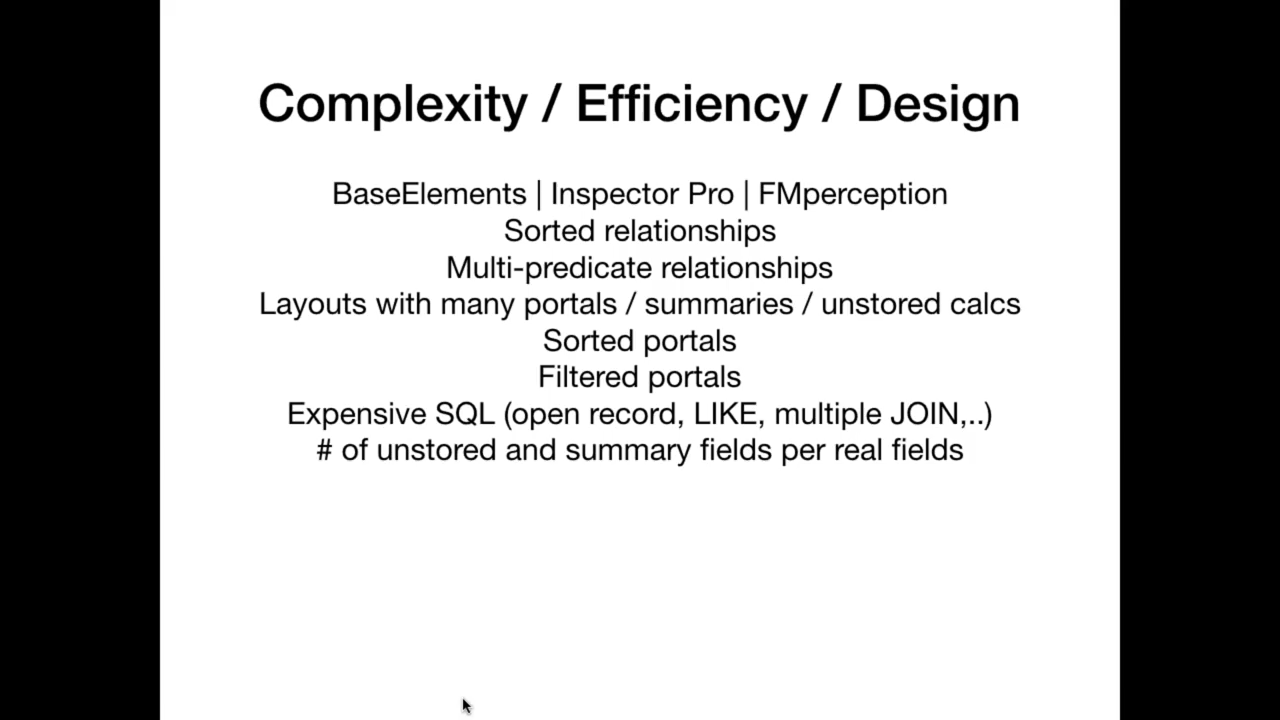 Complexity / Efficiency / Design
BaseElements | Inspector Pro | FMperception
Sorted relationships
Multi-predicate relationships
Layouts with many portals / summaries / unstored calcs
Sorted portals
Filtered portals
Expensive SQL (open record, LIKE, multiple JOIN,..)
# of unstored and summary fields per real fields